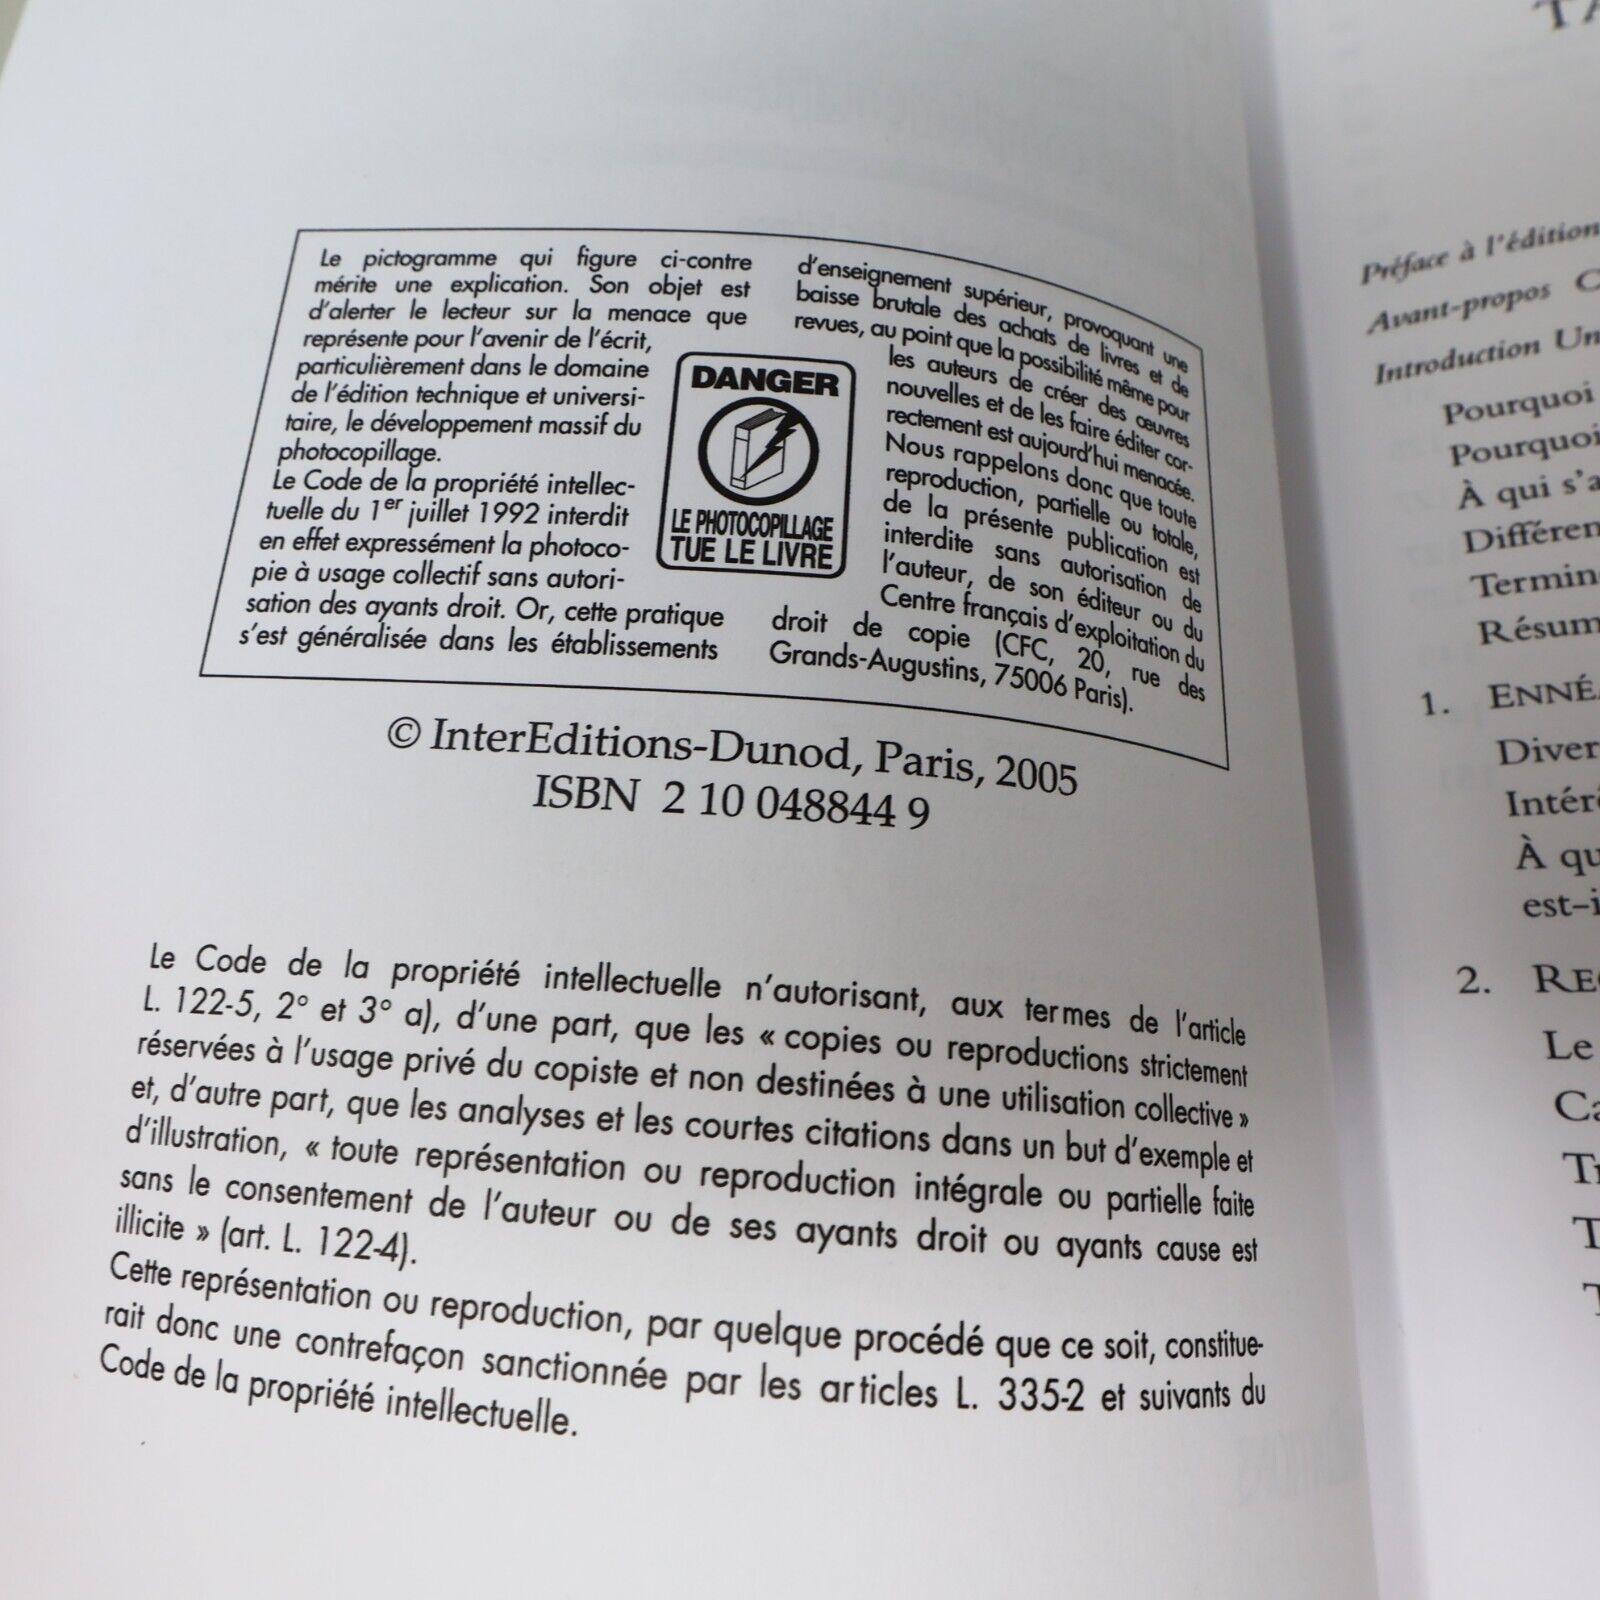 Le pictogramme qui figure ci-contre
mérite une explication. Son objet est
d'alerter le lecteur sur la menace que
représente pour l'avenir de l'écrit,
particulièrement dans le domaine
de l'édition technique et universi-
taire, le développement massif du
photocopillage.
Le Code de la propriété intellec-
tuelle du 1er juillet 1992 interdit
en effet expressément la photoco-
pie à usage collectif sans autori-
sation des ayants droit. Or, cette pratique
s'est généralisée dans les établissements
DANGER
LE PHOTOCOPILLAGE
TUE LE LIVRE
d'enseignement supérieur, provoquant une
baisse brutale des achats de livres et de
revues, au point que la possibilité même pour
les auteurs de créer des œuvres
nouvelles et de les faire éditer cor-
rectement est aujourd'hui menacée.
Nous rappelons donc que toute
reproduction, partielle ou totale,
de la présente publication est
interdite sans autorisation de
l'auteur, de son éditeur ou du
Centre français d'exploitation du
droit de copie (CFC, 20, rue des
Grands-Augustins, 75006 Paris).
© InterEditions-Dunod, Paris, 2005
ISBN 2 10 048844 9
Le Code de la propriété intellectuelle n'autorisant, aux termes de l'article
L. 122-5, 2° et 3° a), d'une part, que les « copies ou reproductions strictement
réservées à l'usage privé du copiste et non destinées à une utilisation collective »
et, d'autre part, que les analyses et les courtes citations dans un but d'exemple et
d'illustration, « toute représentation ou reproduction intégrale ou partielle faite
sans le consentement de l'auteur ou de ses ayants droit ou ayants cause est
illicite » (art. L. 122-4).
Cette représentation ou reproduction, par quelque procédé que ce soit, constitue-
rait donc une contrefaçon sanctionnée par les articles L. 335-2 et suivants du
Code de la propriété intellectuelle.
TA
Préface à l'édition
Avant-propos C
Introduction Un
Pourquoi
Pourquoi
À qui s'a
Différen
Termin
Résum
1. ENNÉA
Diver
Intérê
À qu
est-i
2. REC
Le
Ca
Tr
T
T